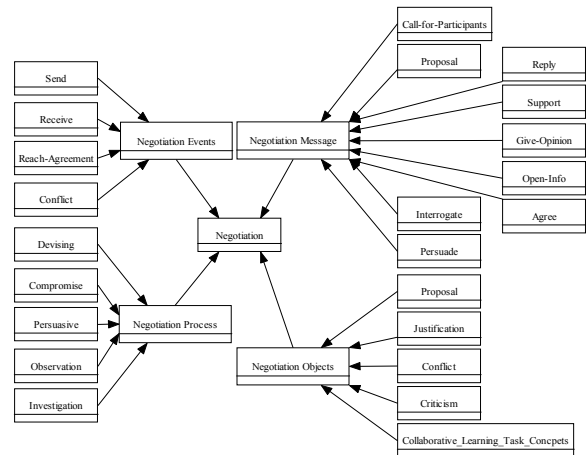 Call-for-Participants
Send
Proposal
Reply
Support
Receive
Negotiation Events
Negotiation Message
Give-Opinion
Reach-Agreement
Open-Info
Conflict
Interrogate
Agree
Negotiation
Devising
Persuade
Compromise
Proposal
Persuasive
Negotiation Process
Justification
Observation
Negotiation Objects
Conflict
Investigation
Criticism
Collaborative_Learning_Task_Concpets